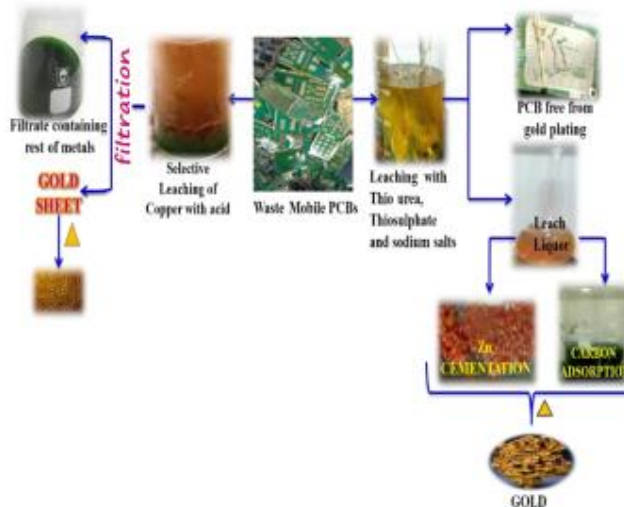 Filtrate containing
rest of metals
filtration
GOLD
SHEET
Selective
Leaching of
Copper with acid
Waste Mobile PCBs
Leaching with
Thio urea,
Thiosulphate
and sodium salts
PCB free from
gold plating
Leach
Liquor
Zn
CEMENTATION
CARBON
ADSORPTION
GOLD